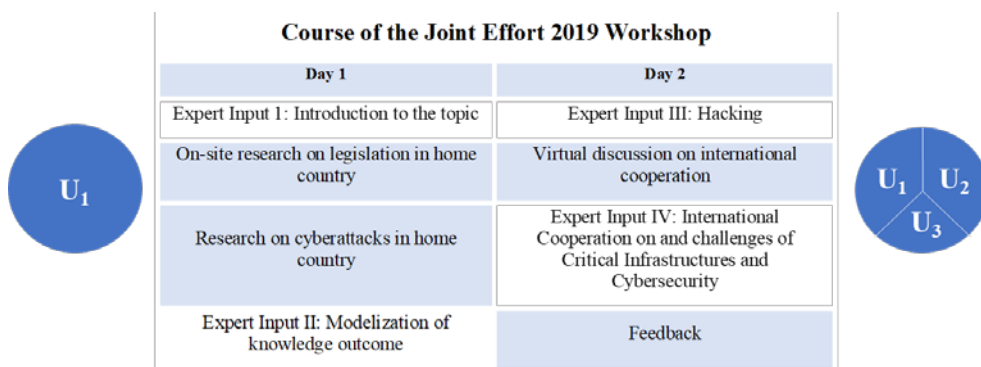 Course of the Joint Effort 2019 Workshop
Day 1
Day 2
Expert Input 1: Introduction to the topic
Expert Input III: Hacking
On-site research on legislation in home
country
Virtual discussion on international
cooperation
Research on cyberattacks in home
country
Expert Input IV: International
Cooperation on and challenges of
Critical Infrastructures and
Cybersecurity
Expert Input II: Modelization of
knowledge outcome
Feedback
U1
U1
U2
U3